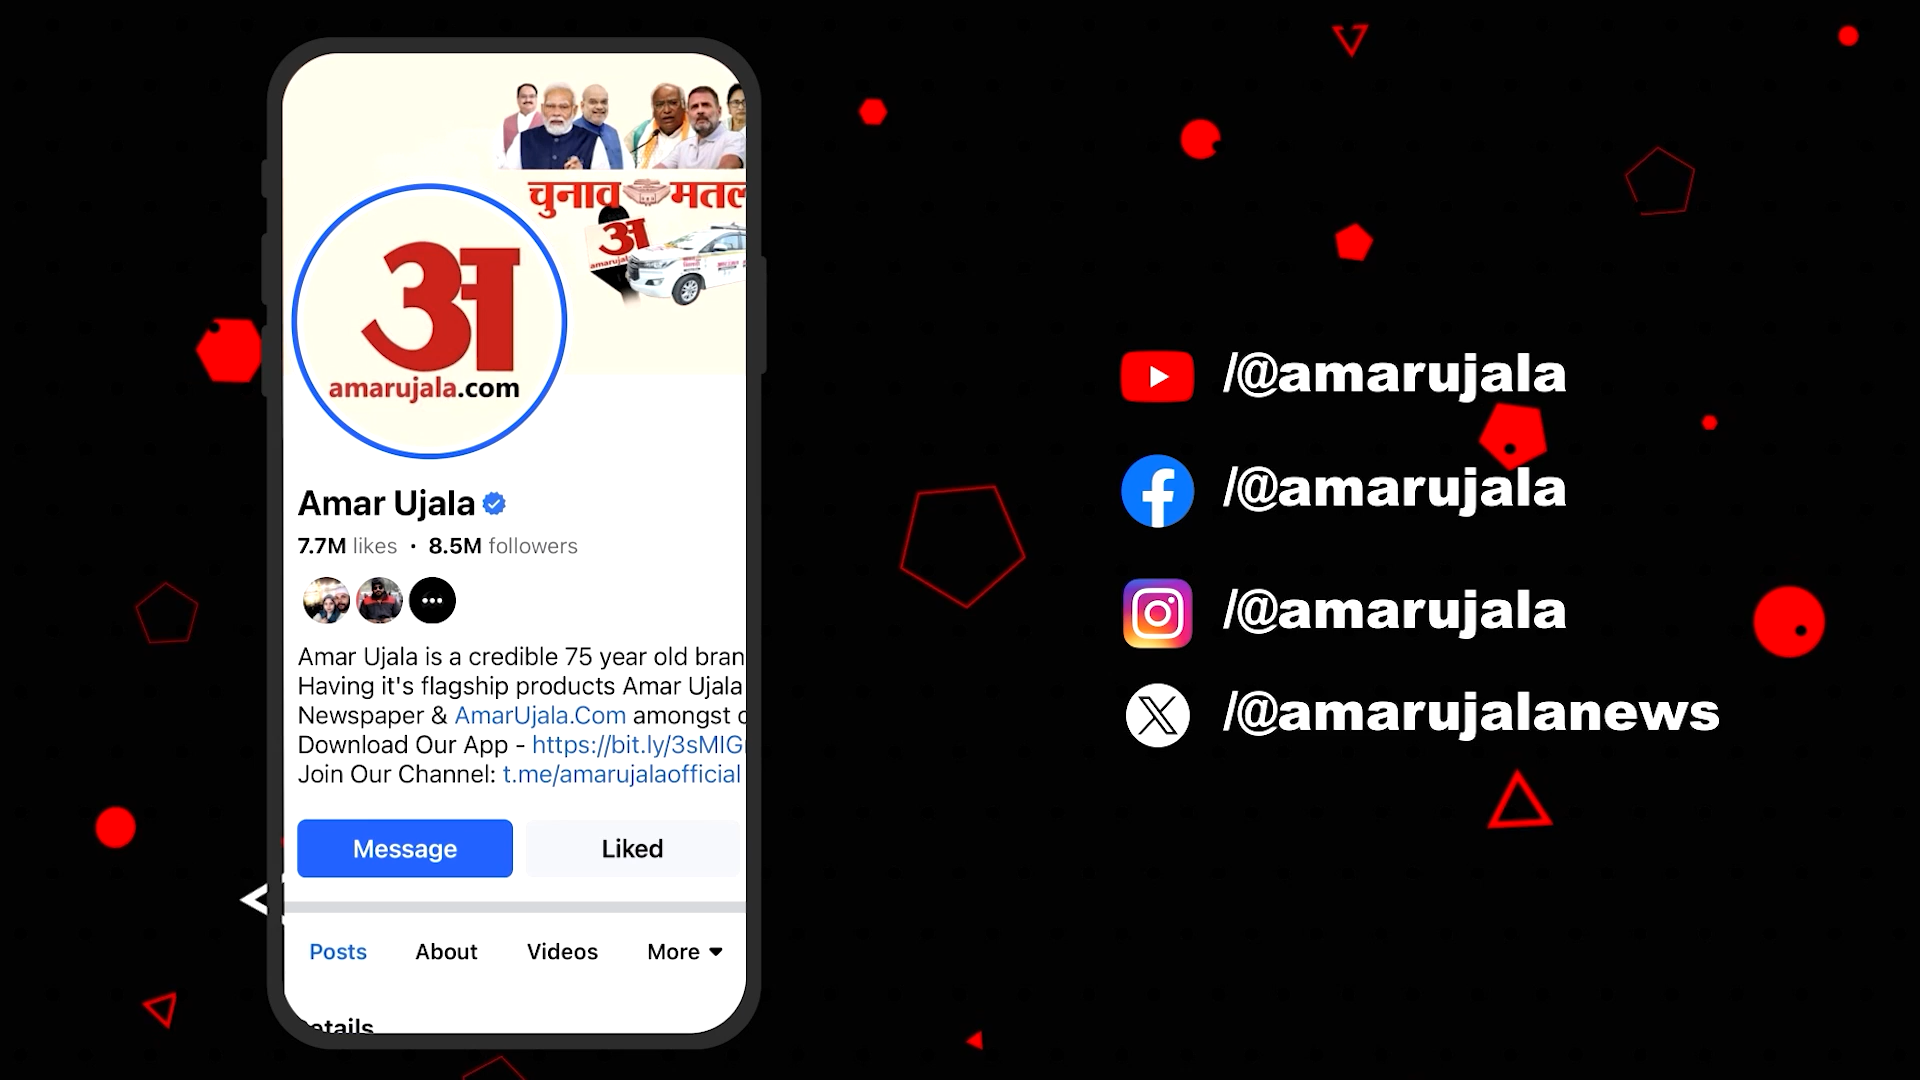 चुनाव मतल
अ
amarujala.com
अ
Amar Ujala
7.7M likes · 8.5M followers
Amar Ujala is a credible 75 year old bran
Having it's flagship products Amar Ujala
Newspaper & AmarUjala.Com amongst
Download Our App - https://bit.ly/3sMIG
Join Our Channel: t.me/amarujalaofficial
Message
Liked
Posts
About
Videos
More
/@amarujala
/@amarujala
/@amarujala
/@amarujalanews